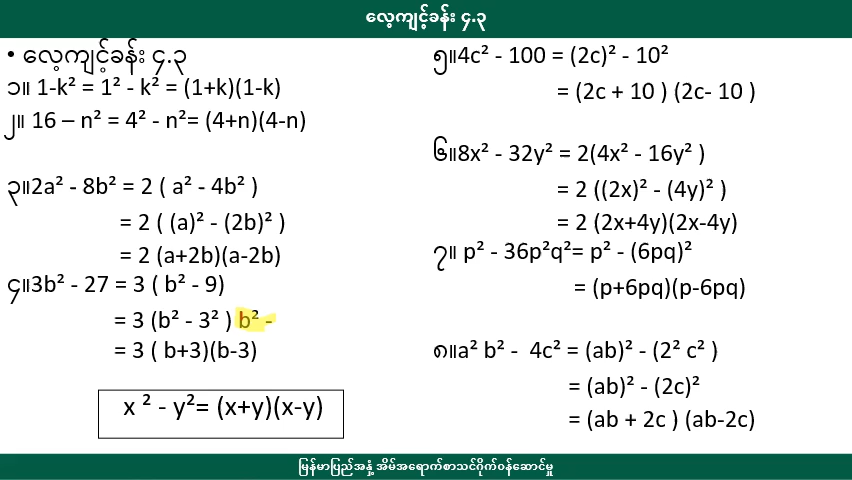 လေ့ကျင့်ခန်း ၄.၃
• လေ့ကျင့်ခန်း ၄.၃
၁။ 1-k² = 1² - k² = (1+k)(1-k)
၂။ 16 – n² = 4² - n²= (4+n)(4-n)
၃။2a² - 8b² = 2 ( a² - 4b² )
= 2 ( (a)² - (2b)² )
= 2 (a+2b)(a-2b)
၄။3b² - 27 = 3 ( b² - 9)
= 3 (b² - 3² ) b² -
= 3 ( b+3)(b-3)
x ² - y²= (x+y)(x-y)
၅။4c² - 100 = (2c)² - 10²
= (2c + 10 ) (2c- 10 )
၆။8x² - 32y² = 2(4x² - 16y² )
= 2 ((2x)² - (4y)² )
= 2 (2x+4y)(2x-4y)
၇။ p² - 36p²q²= p² - (6pq)²
= (p+6pq)(p-6pq)
၈။a² b² - 4c² = (ab)² - (2² c² )
= (ab)² - (2c)²
= (ab + 2c ) (ab-2c)
မြန်မာပြည်အနှံ့ အိမ်အရောက်စာသင်ဂိုက်ဝန်ဆောင်မှု